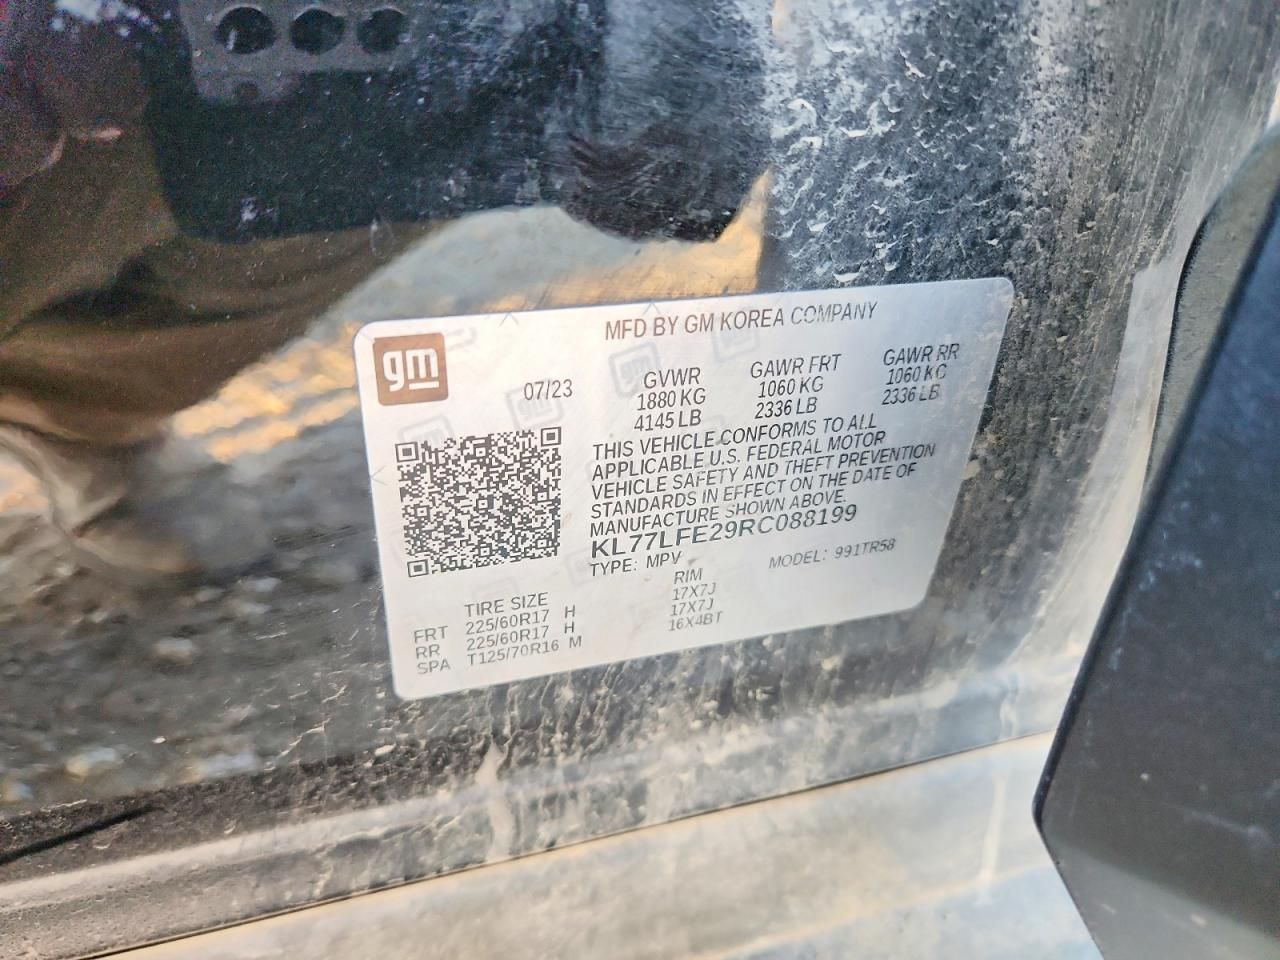 gm
MFD BY GM KOREA COMPANY
07/23
GVWR
1880 KG
4145 LB
GAWR FRT
1060 KG
2336 LB
GAWR RR
1060 KG
2336 LB
THIS VEHICLE CONFORMS TO ALL
APPLICABLE U.S. FEDERAL MOTOR
VEHICLE SAFETY AND THEFT PREVENTION
STANDARDS IN EFFECT ON THE DATE OF
MANUFACTURE SHOWN ABOVE.
KL77LFE29RC088199
TYPE: MPV MODEL: 991TR58
TIRE SIZE RIM
FRT 225/60R17 H 17X7J
RR 225/60R17 H 17X7J
SPA T125/70R16 M 16X4BT